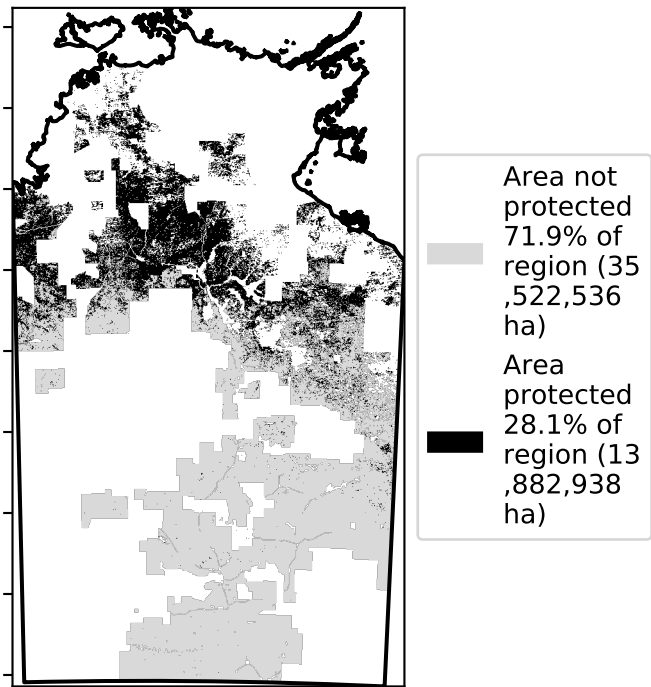 Area not
protected
71.9% of
region (35
,522,536
ha)
Area
protected
28.1% of
region (13
,882,938
ha)